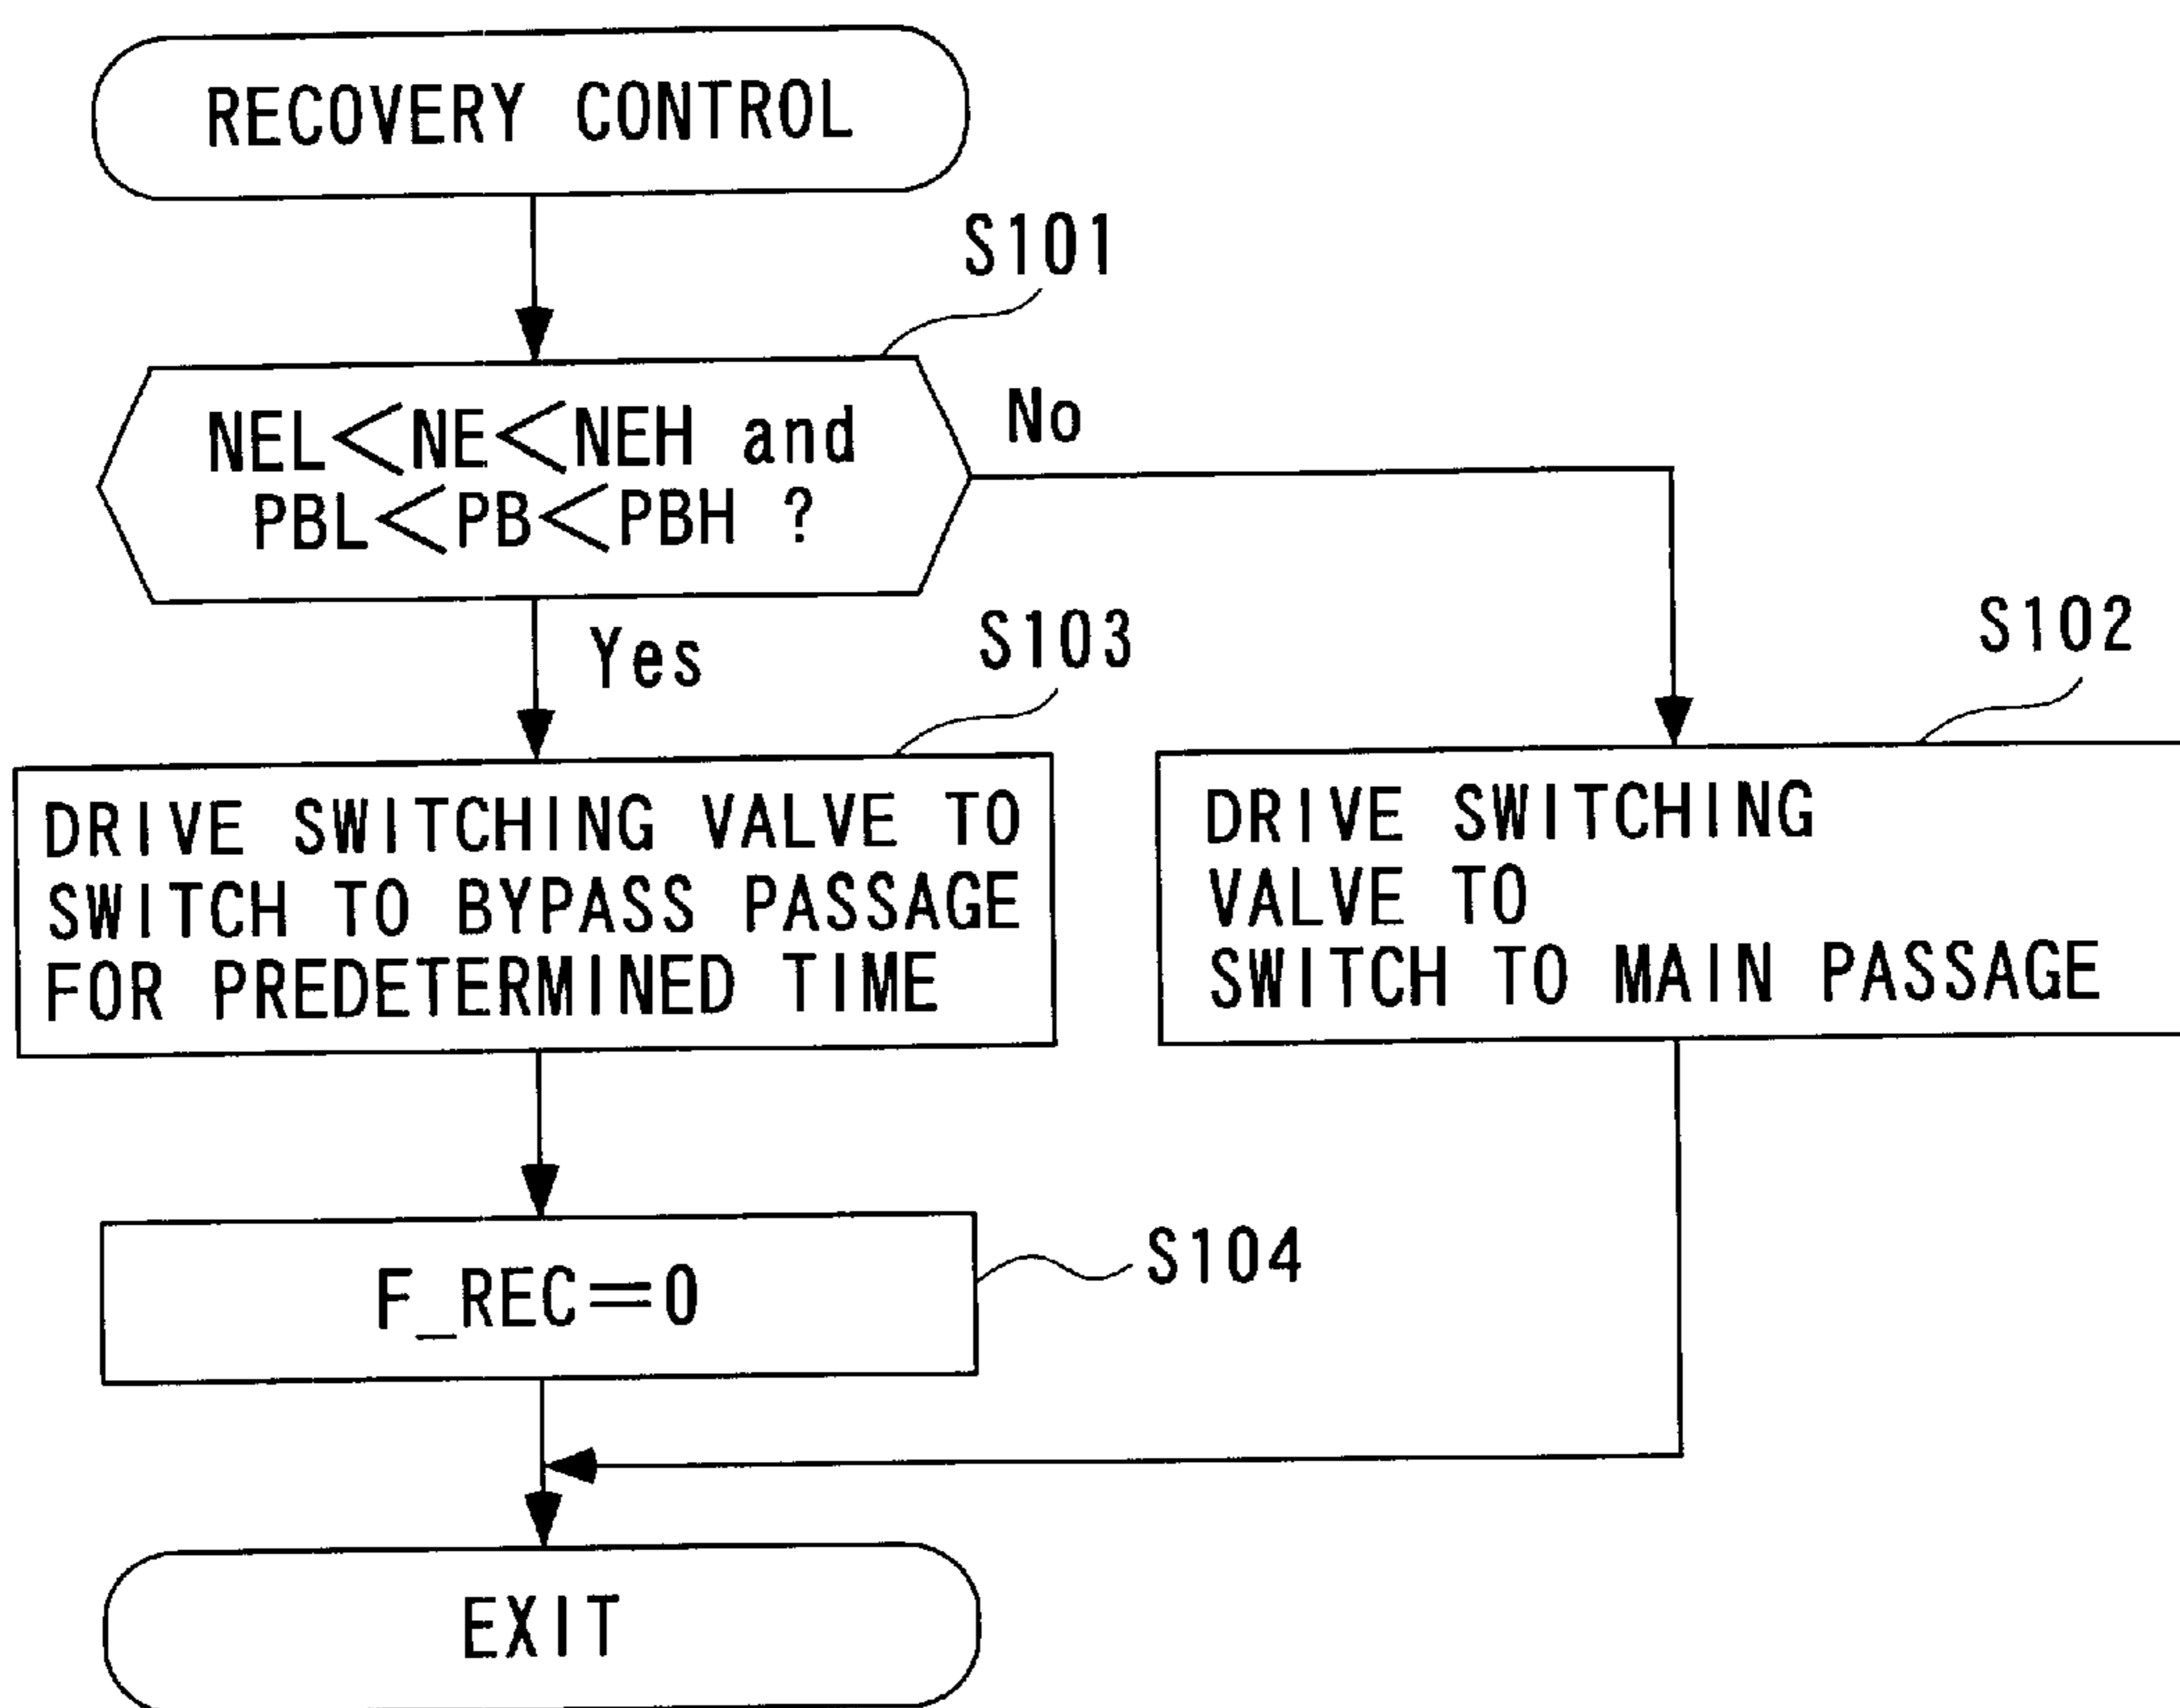 RECOVERY CONTROL
S101
NEL<NE<NEH and
PBL<PB<PBH ?
No
Yes
S103
S102
DRIVE SWITCHING VALVE TO
SWITCH TO BYPASS PASSAGE
FOR PREDETERMINED TIME
DRIVE SWITCHING
VALVE TO
SWITCH TO MAIN PASSAGE
F_REC=0
S104
EXIT